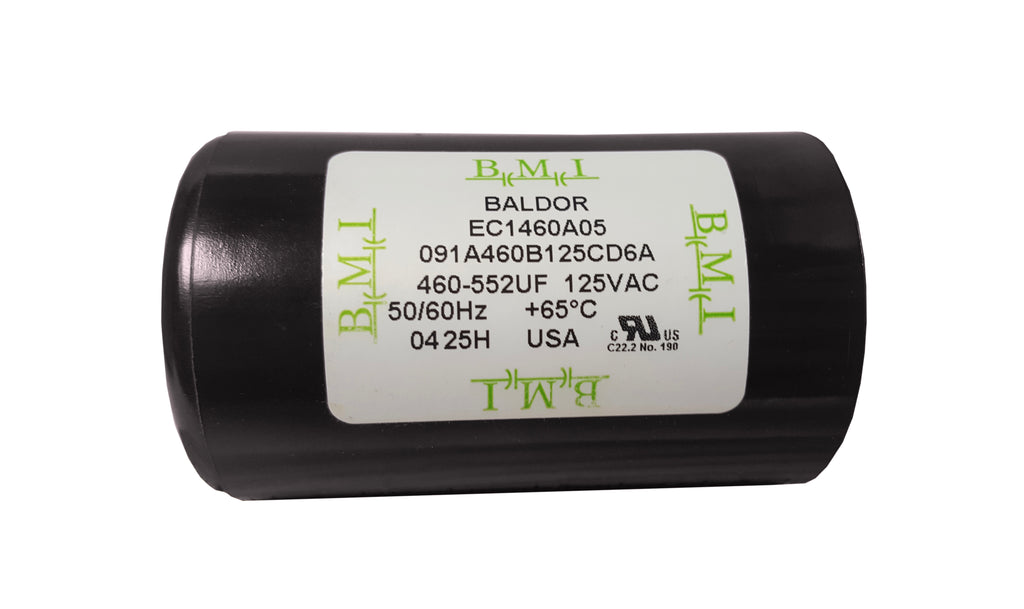 BMI
BALDOR
EC1460A05
091A460B125CD6A
460-552UF 125VAC
50/60Hz +65°C
0425H USA
C RU US
C22.2 No. 190
BMI
BMI
BMI